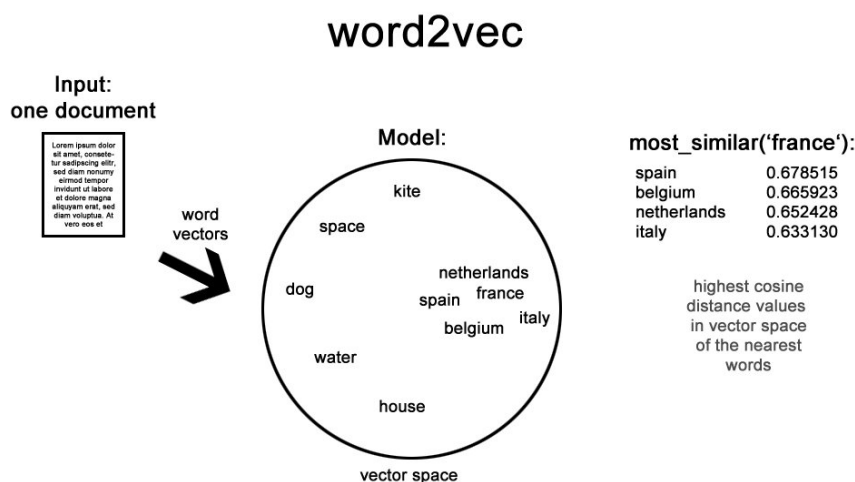 word2vec
Input:
one document
Lorem ipsum dolor
sit amet, consete-
tur sadipscing elitr,
sed diam nonumy
eirmod tempor
invidunt ut labore
et dolore magna
aliquyam erat, sed
diam voluptua. At
vero eos et
word
vectors
Model:
kite
space
dog
netherlands
france
spain
italy
belgium
water
house
vector space
most_similar(‘france‘):
spain 0.678515
belgium 0.665923
netherlands 0.652428
italy 0.633130
highest cosine
distance values
in vector space
of the nearest
words